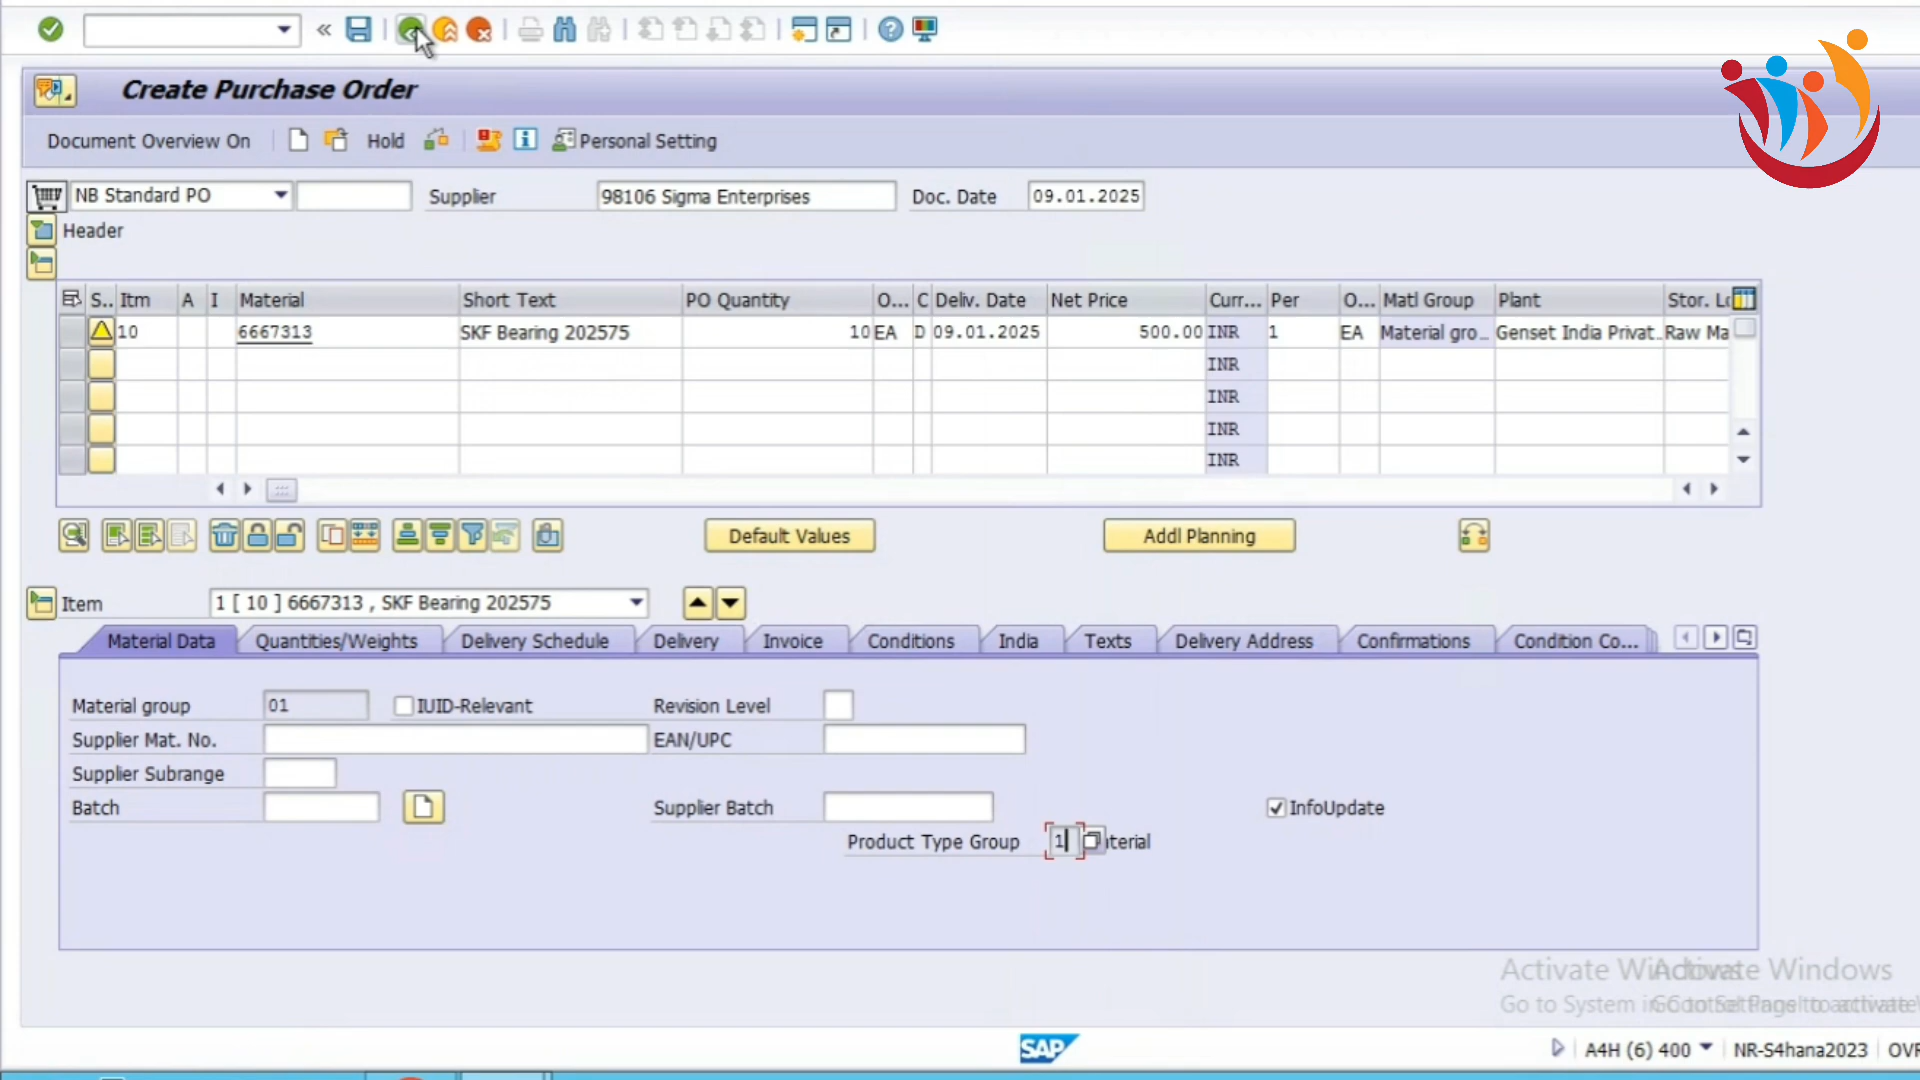 Create Purchase Order
Document Overview On Hold Personal Setting
NB Standard PO Supplier 98106 Sigma Enterprises Doc. Date 09.01.2025
Header
S.. Itm A I Material Short Text PO Quantity O... C Deliv. Date Net Price Curr... Per O... Matl Group Plant Stor. Lo
10 6667313 SKF Bearing 202575 10 EA D 09.01.2025 500.00 INR 1 EA Material gro... Genset India Privat... Raw Ma
INR
INR
INR
INR
Default Values Addl Planning
Item 1 [ 10 ] 6667313 , SKF Bearing 202575
Material Data Quantities/Weights Delivery Schedule Delivery Invoice Conditions India Texts Delivery Address Confirmations Condition Co...
Material group 01 IUID-Relevant Revision Level
Supplier Mat. No. EAN/UPC
Supplier Subrange
Batch Supplier Batch InfoUpdate
Product Type Group 1 terial
Activate Windows
SAP A4H (6) 400 NR-S4hana2023 OVR